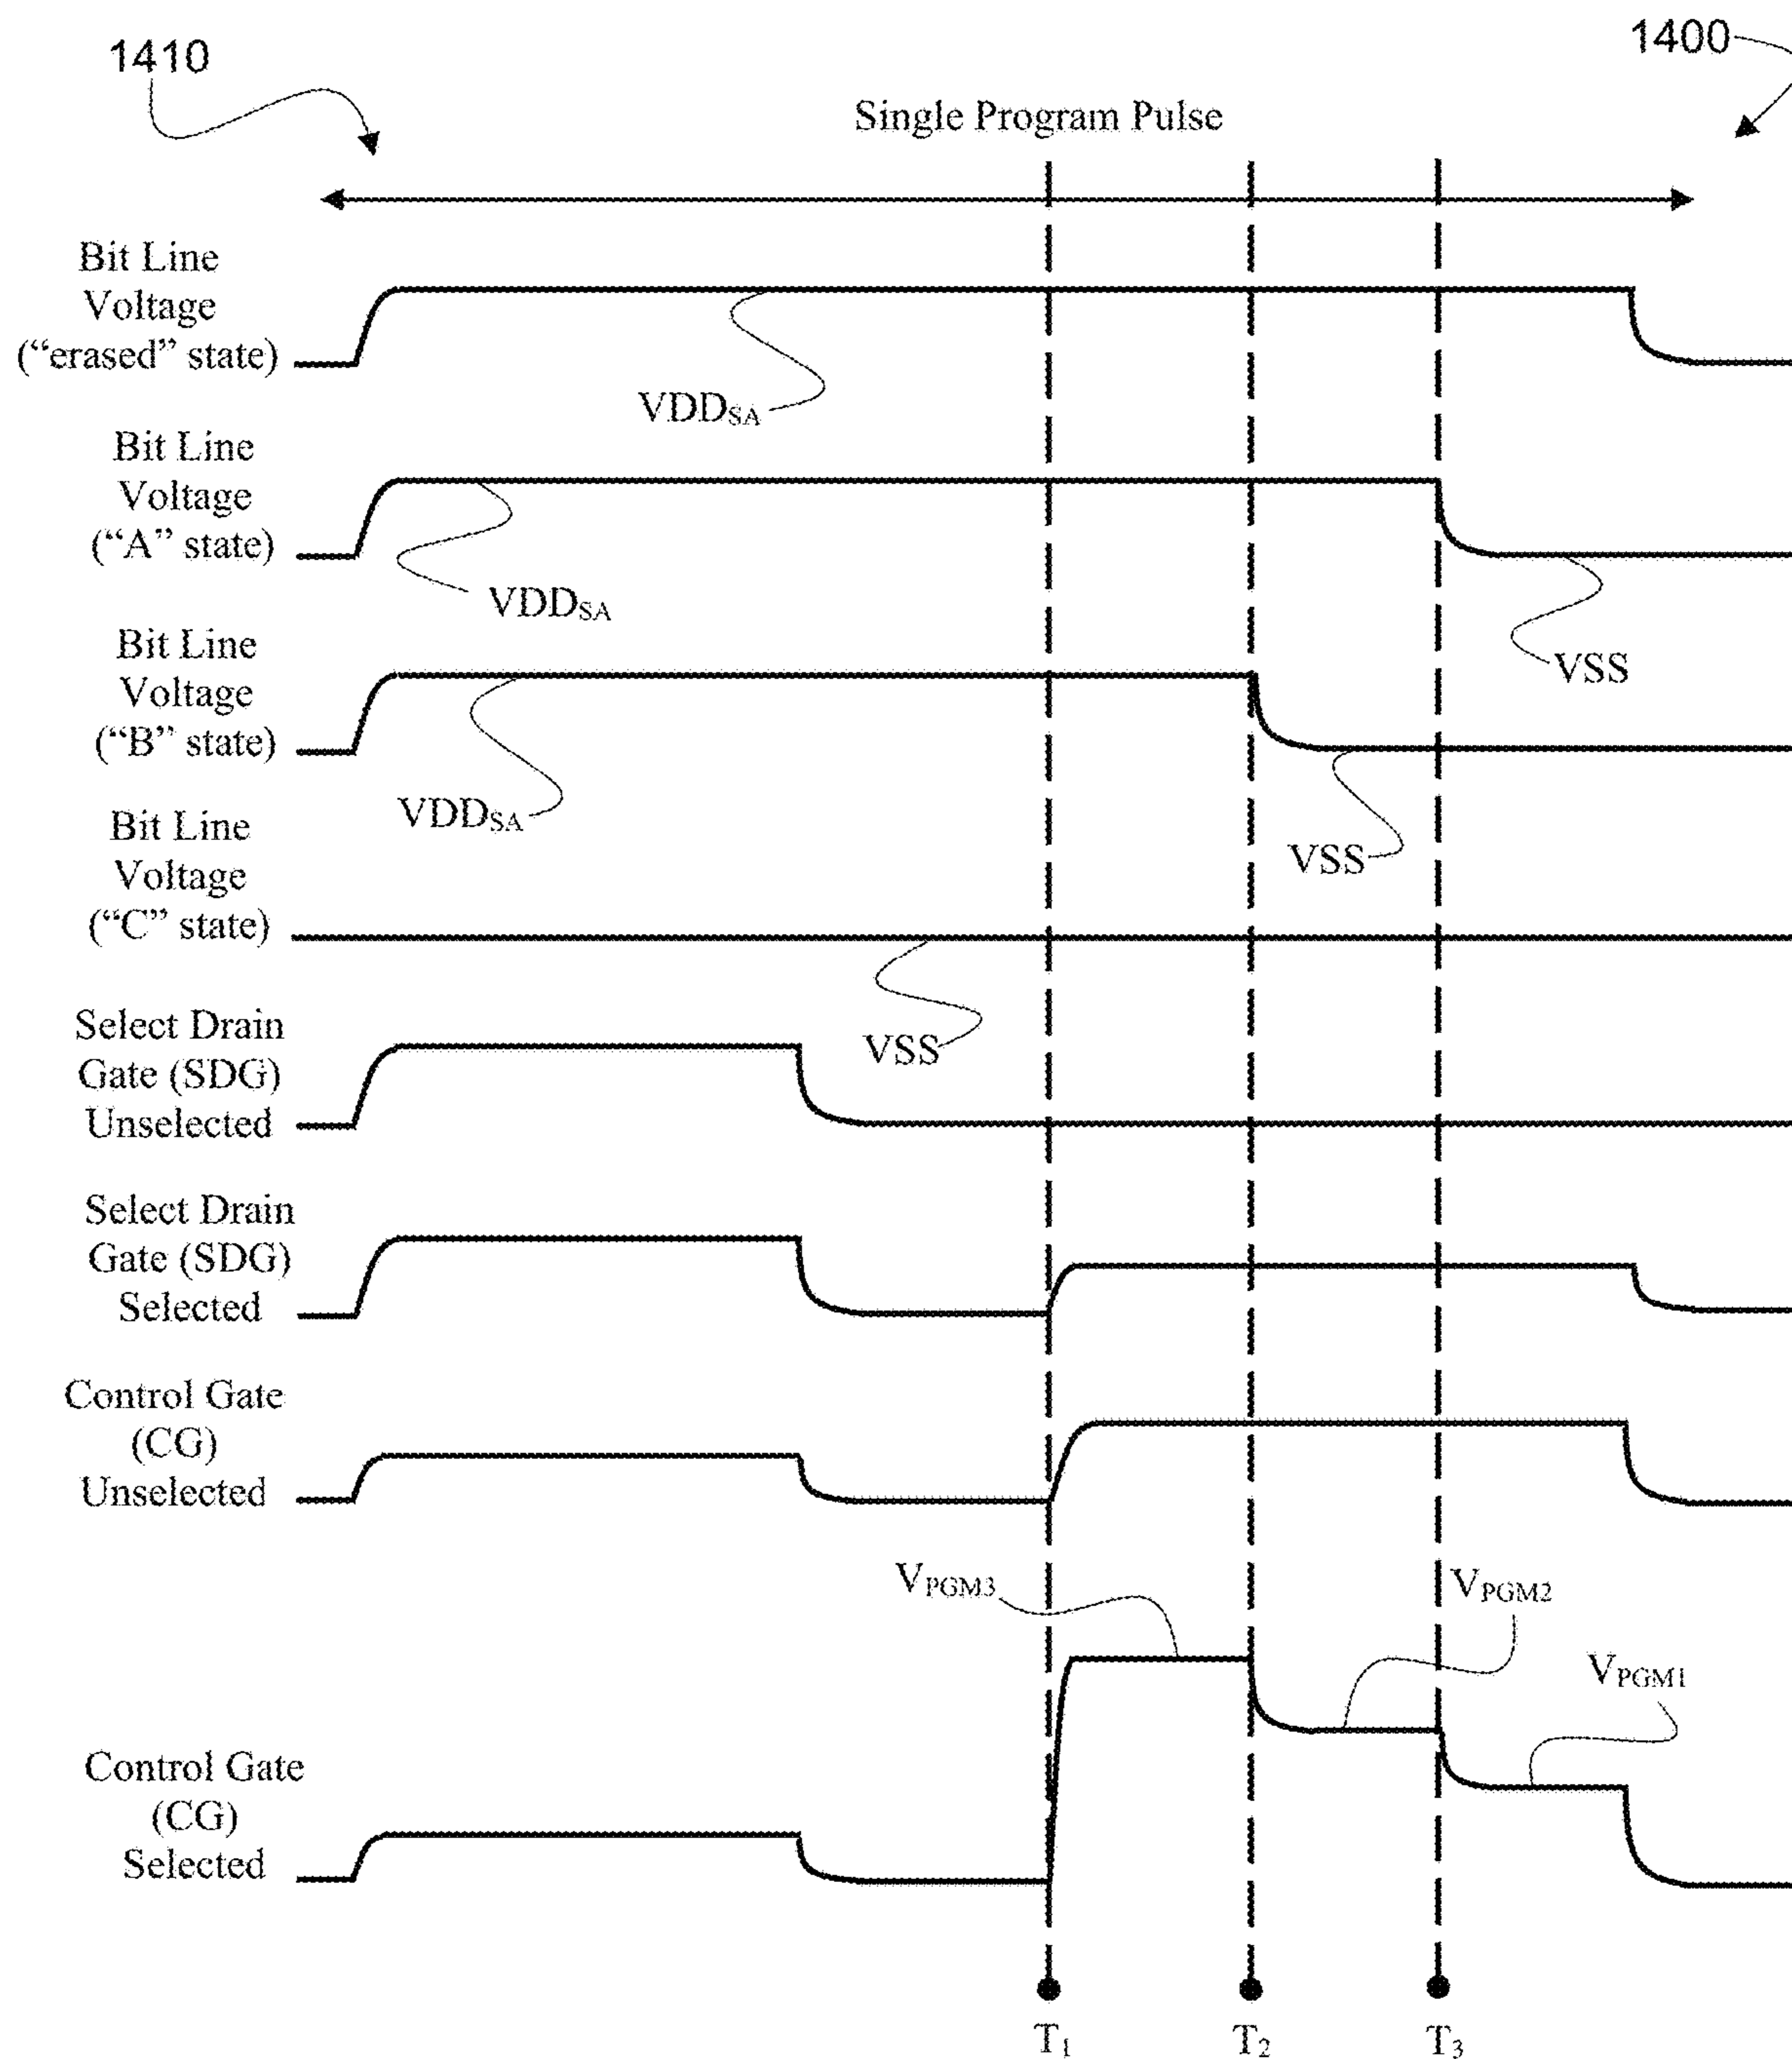 1410
1400
Single Program Pulse
Bit Line
Voltage
(“erased” state)
VDDSA
Bit Line
Voltage
(“A” state)
VDDSA
VSS
Bit Line
Voltage
(“B” state)
VDDSA
VSS
Bit Line
Voltage
(“C” state)
VSS
Select Drain
Gate (SDG)
Unselected
Select Drain
Gate (SDG)
Selected
Control Gate
(CG)
Unselected
VPGM3
VPGM2
VPGM1
Control Gate
(CG)
Selected
T1
T2
T3